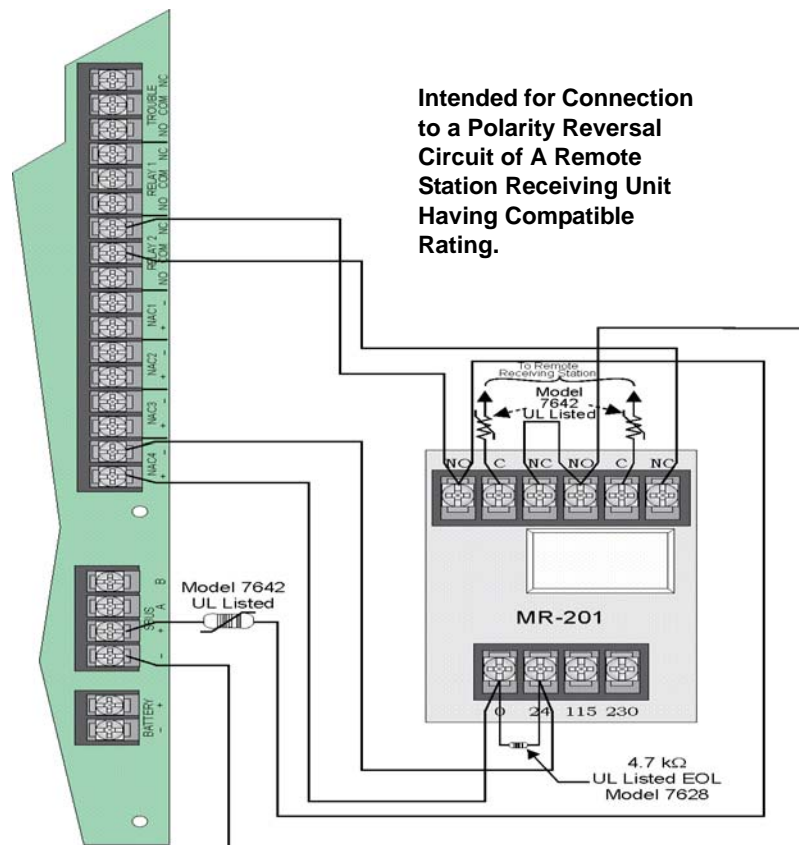 Intended for Connection
to a Polarity Reversal
Circuit of A Remote
Station Receiving Unit
Having Compatible
Rating.
TROUBLE
NC
COM
NO
RELAY 1
NC
COM
NO
RELAY 2
NC
COM
NO
NAC1
-
+
NAC2
-
+
NAC3
-
+
NAC4
-
+
SBUS
B
A
+
-
BATTERY
+
-
Model 7642
UL Listed
To Remote
Receiving Station
Model
7642
UL Listed
NO C NC NO C NC
MR-201
0 24 115 230
4.7 kΩ
UL Listed EOL
Model 7628